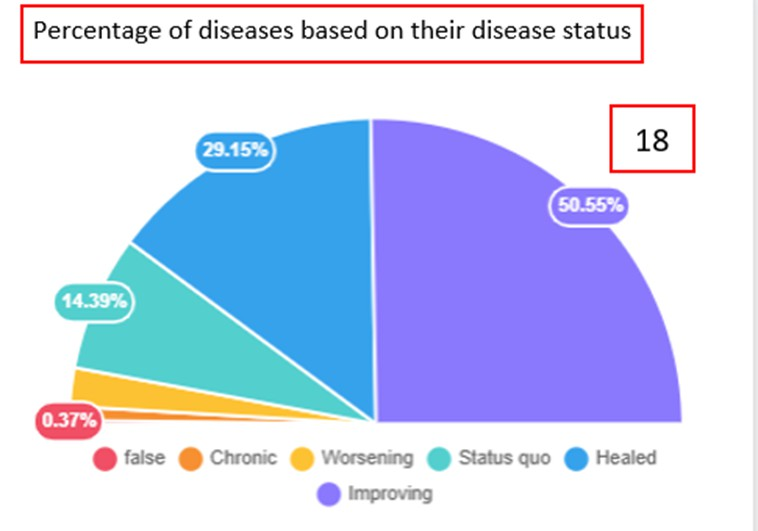 Percentage of diseases based on their disease status
18
29.15%
50.55%
14.39%
0.37%
false Chronic Worsening Status quo Healed
Improving